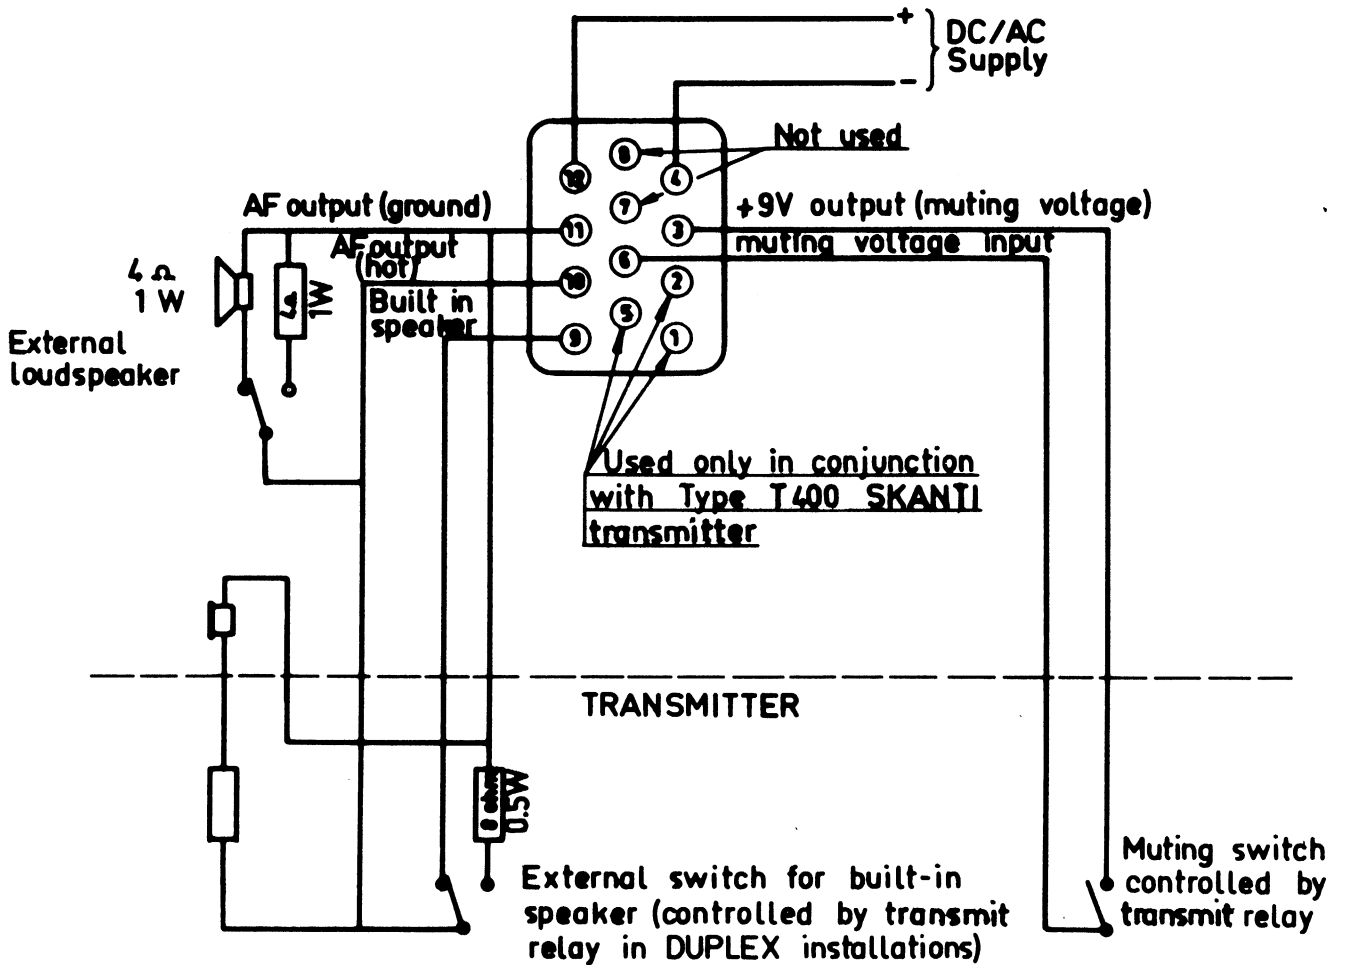 +
DC/AC
Supply
-
Not used
8
12
4
AF output (ground)
7
+9V output (muting voltage)
11
3
muting voltage input
AF output
(hot)
6
4 Ω
1 W
4Ω
1W
10
2
Built in
speaker
5
External
loudspeaker
9
1
Used only in conjunction
with Type T400 SKANTI
transmitter
TRANSMITTER
8 ohm
0.5W
External switch for built-in
speaker (controlled by transmit
relay in DUPLEX installations)
Muting switch
controlled by
transmit relay